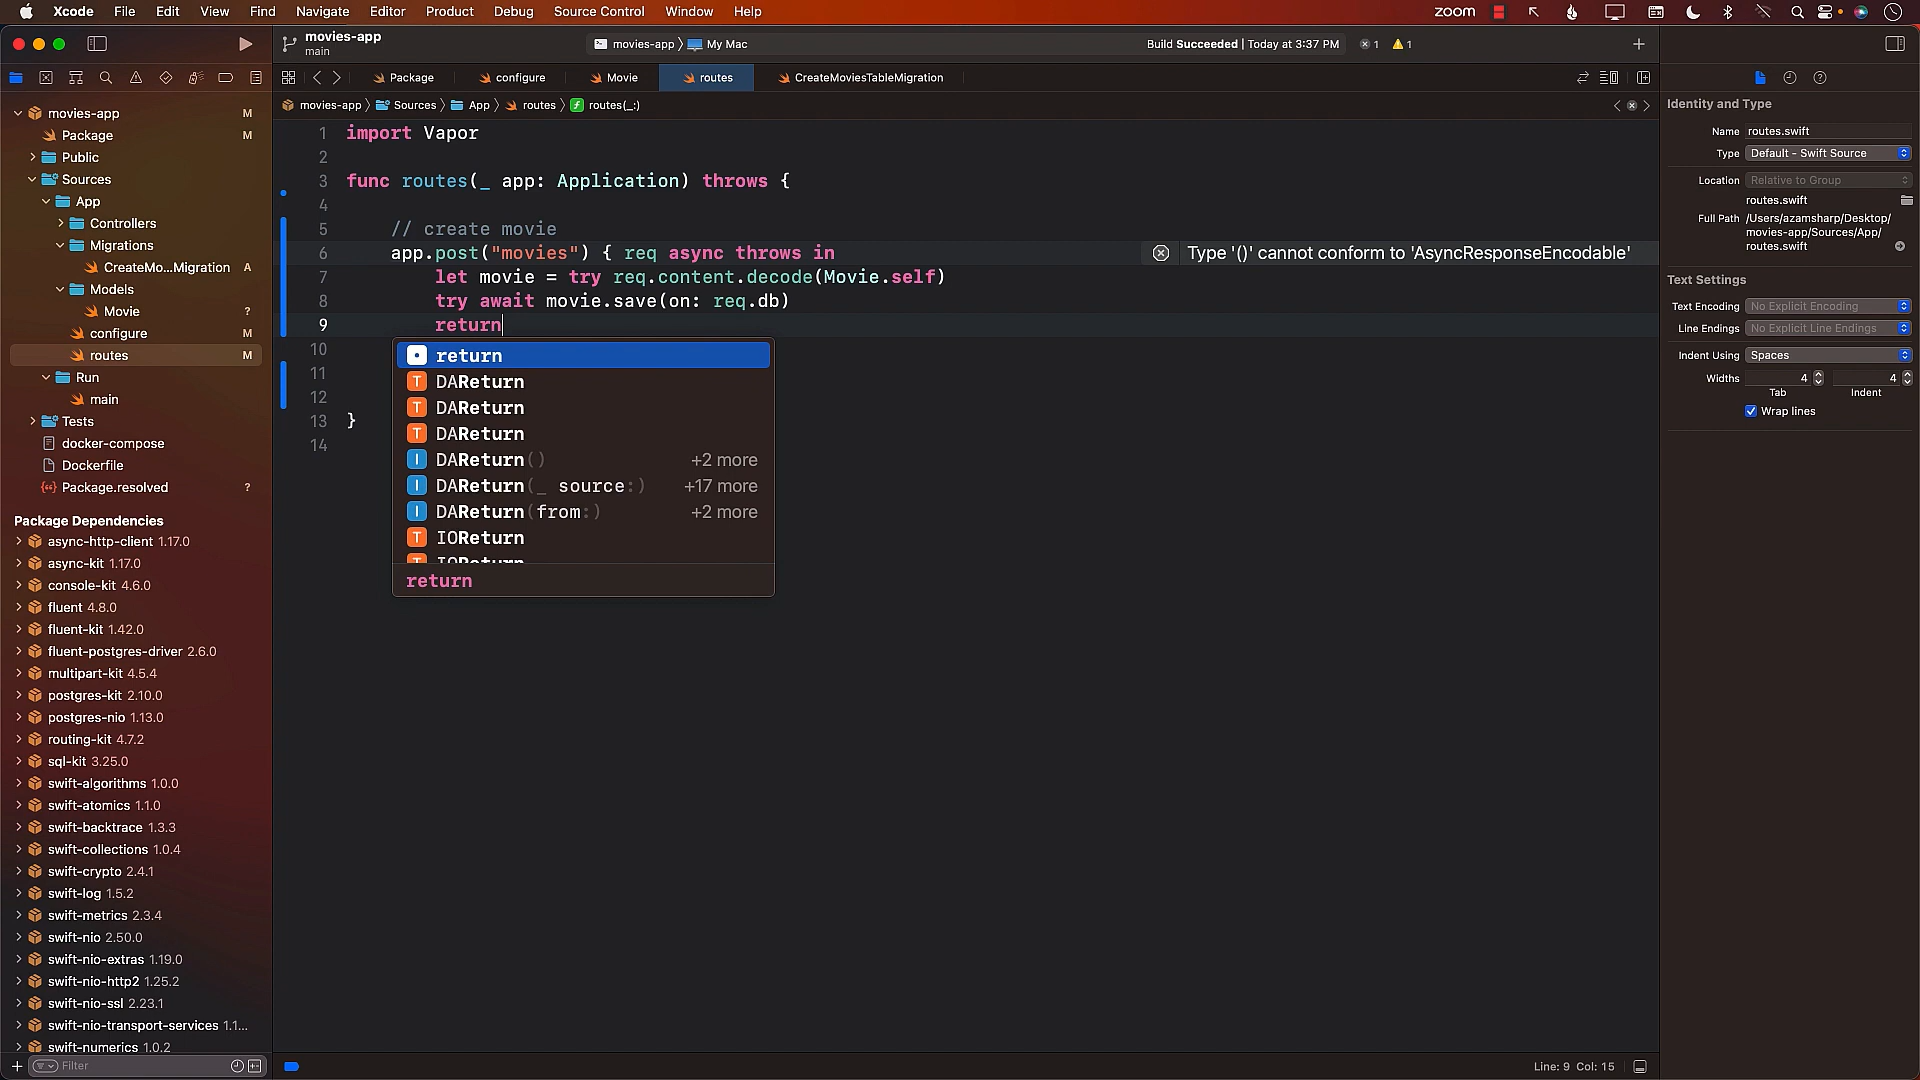 Xcode File Edit View Find Navigate Editor Product Debug Source Control Window Help zoom
movies-app
main
movies-app 〉 My Mac
Build Succeeded | Today at 3:37 PM
1
1
Package
configure
Movie
routes
CreateMoviesTableMigration
movies-app 〉 Sources 〉 App 〉 routes 〉 routes(_:)
movies-app M
Package M
Public
Sources
App
Controllers
Migrations
CreateMo...Migration A
Models
Movie ?
configure M
routes M
Run
main
Tests
docker-compose
Dockerfile
Package.resolved ?
Package Dependencies
async-http-client 1.17.0
async-kit 1.17.0
console-kit 4.6.0
fluent 4.8.0
fluent-kit 1.42.0
fluent-postgres-driver 2.6.0
multipart-kit 4.5.4
postgres-kit 2.10.0
postgres-nio 1.13.0
routing-kit 4.7.2
sql-kit 3.25.0
swift-algorithms 1.0.0
swift-atomics 1.1.0
swift-backtrace 1.3.3
swift-collections 1.0.4
swift-crypto 2.4.1
swift-log 1.5.2
swift-metrics 2.3.4
swift-nio 2.50.0
swift-nio-extras 1.19.0
swift-nio-http2 1.25.2
swift-nio-ssl 2.23.1
swift-nio-transport-services 1.1...
swift-numerics 1.0.2
Filter
1 import Vapor
2
3 func routes(_ app: Application) throws {
4
5 // create movie
6 app.post("movies") { req async throws in
Type '()' cannot conform to 'AsyncResponseEncodable'
7 let movie = try req.content.decode(Movie.self)
8 try await movie.save(on: req.db)
9 return
10
11
12
13 }
14
return
T DAReturn
T DAReturn
T DAReturn
I DAReturn() +2 more
I DAReturn(_ source:) +17 more
I DAReturn(from:) +2 more
T IOReturn
T IOReturn
return
Identity and Type
Name routes.swift
Type Default - Swift Source
Location Relative to Group
routes.swift
Full Path /Users/azamsharp/Desktop/
movies-app/Sources/App/
routes.swift
Text Settings
Text Encoding No Explicit Encoding
Line Endings No Explicit Line Endings
Indent Using Spaces
Widths 4 4
Tab Indent
Wrap lines
Line: 9 Col: 15